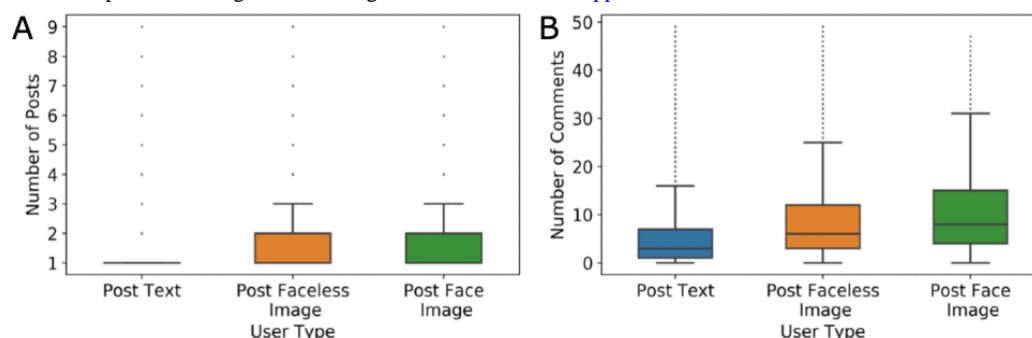 A
9
8
7
6
5
4
3
2
1
Number of Posts
Post Text
Post Faceless
Image
Post Face
Image
User Type
B
50
40
30
20
10
0
Number of Comments
Post Text
Post Faceless
Image
Post Face
Image
User Type